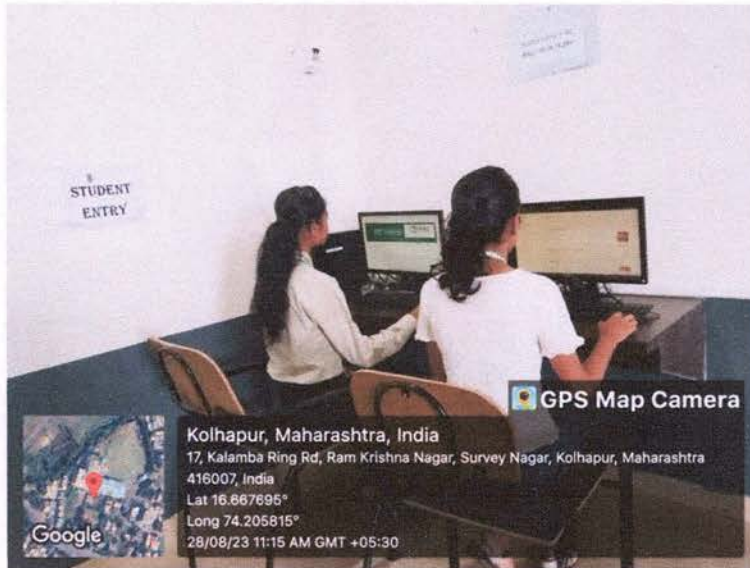 STUDENT
ENTRY
GPS Map Camera
Kolhapur, Maharashtra, India
17, Kalamba Ring Rd, Ram Krishna Nagar, Survey Nagar, Kolhapur, Maharashtra
416007, India
Lat 16.667695°
Long 74.205815°
28/08/23 11:15 AM GMT +05:30
Google